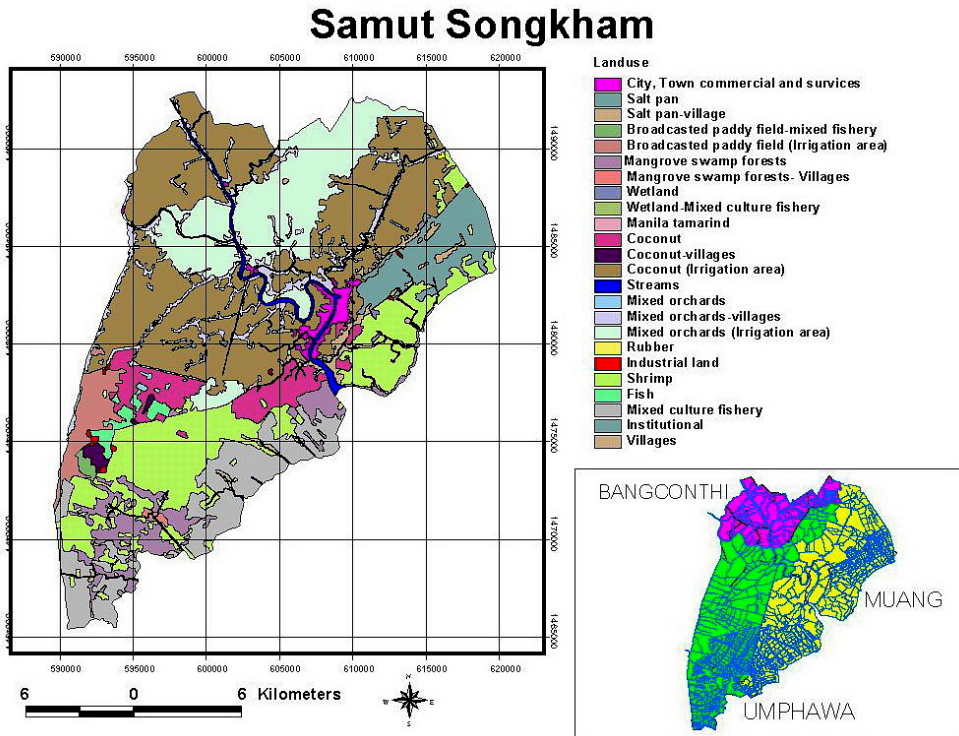 Samut Songkham
590000 595000 600000 605000 610000 615000 620000
Landuse
City, Town commercial and survices
Salt pan
Salt pan-village
Broadcasted paddy field-mixed fishery
Broadcasted paddy field (Irrigation area)
Mangrove swamp forests
Mangrove swamp forests- Villages
Wetland
Wetland-Mixed culture fishery
Manila tamarind
Coconut
Coconut-villages
Coconut (Irrigation area)
Streams
Mixed orchards
Mixed orchards-villages
Mixed orchards (Irrigation area)
Rubber
Industrial land
Shrimp
Fish
Mixed culture fishery
Institutional
Villages
1490000
1485000
1480000
1475000
1470000
1465000
590000 595000 600000 605000 610000 615000 620000
6 0 6 Kilometers
N
W E
S
BANGCONTHI
MUANG
UMPHAWA